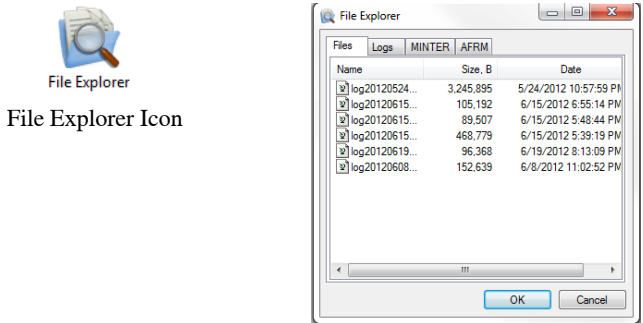 File Explorer
File Explorer Icon
File Explorer
Files Logs MINTER AFRM
Name Size, B Date
log20120524... 3,245,895 5/24/2012 10:57:59 PM
log20120615... 105,192 6/15/2012 6:55:14 PM
log20120615... 89,507 6/15/2012 5:48:44 PM
log20120615... 468,779 6/15/2012 5:39:19 PM
log20120619... 96,368 6/19/2012 8:13:09 PM
log20120608... 152,639 6/8/2012 11:02:52 PM
OK Cancel